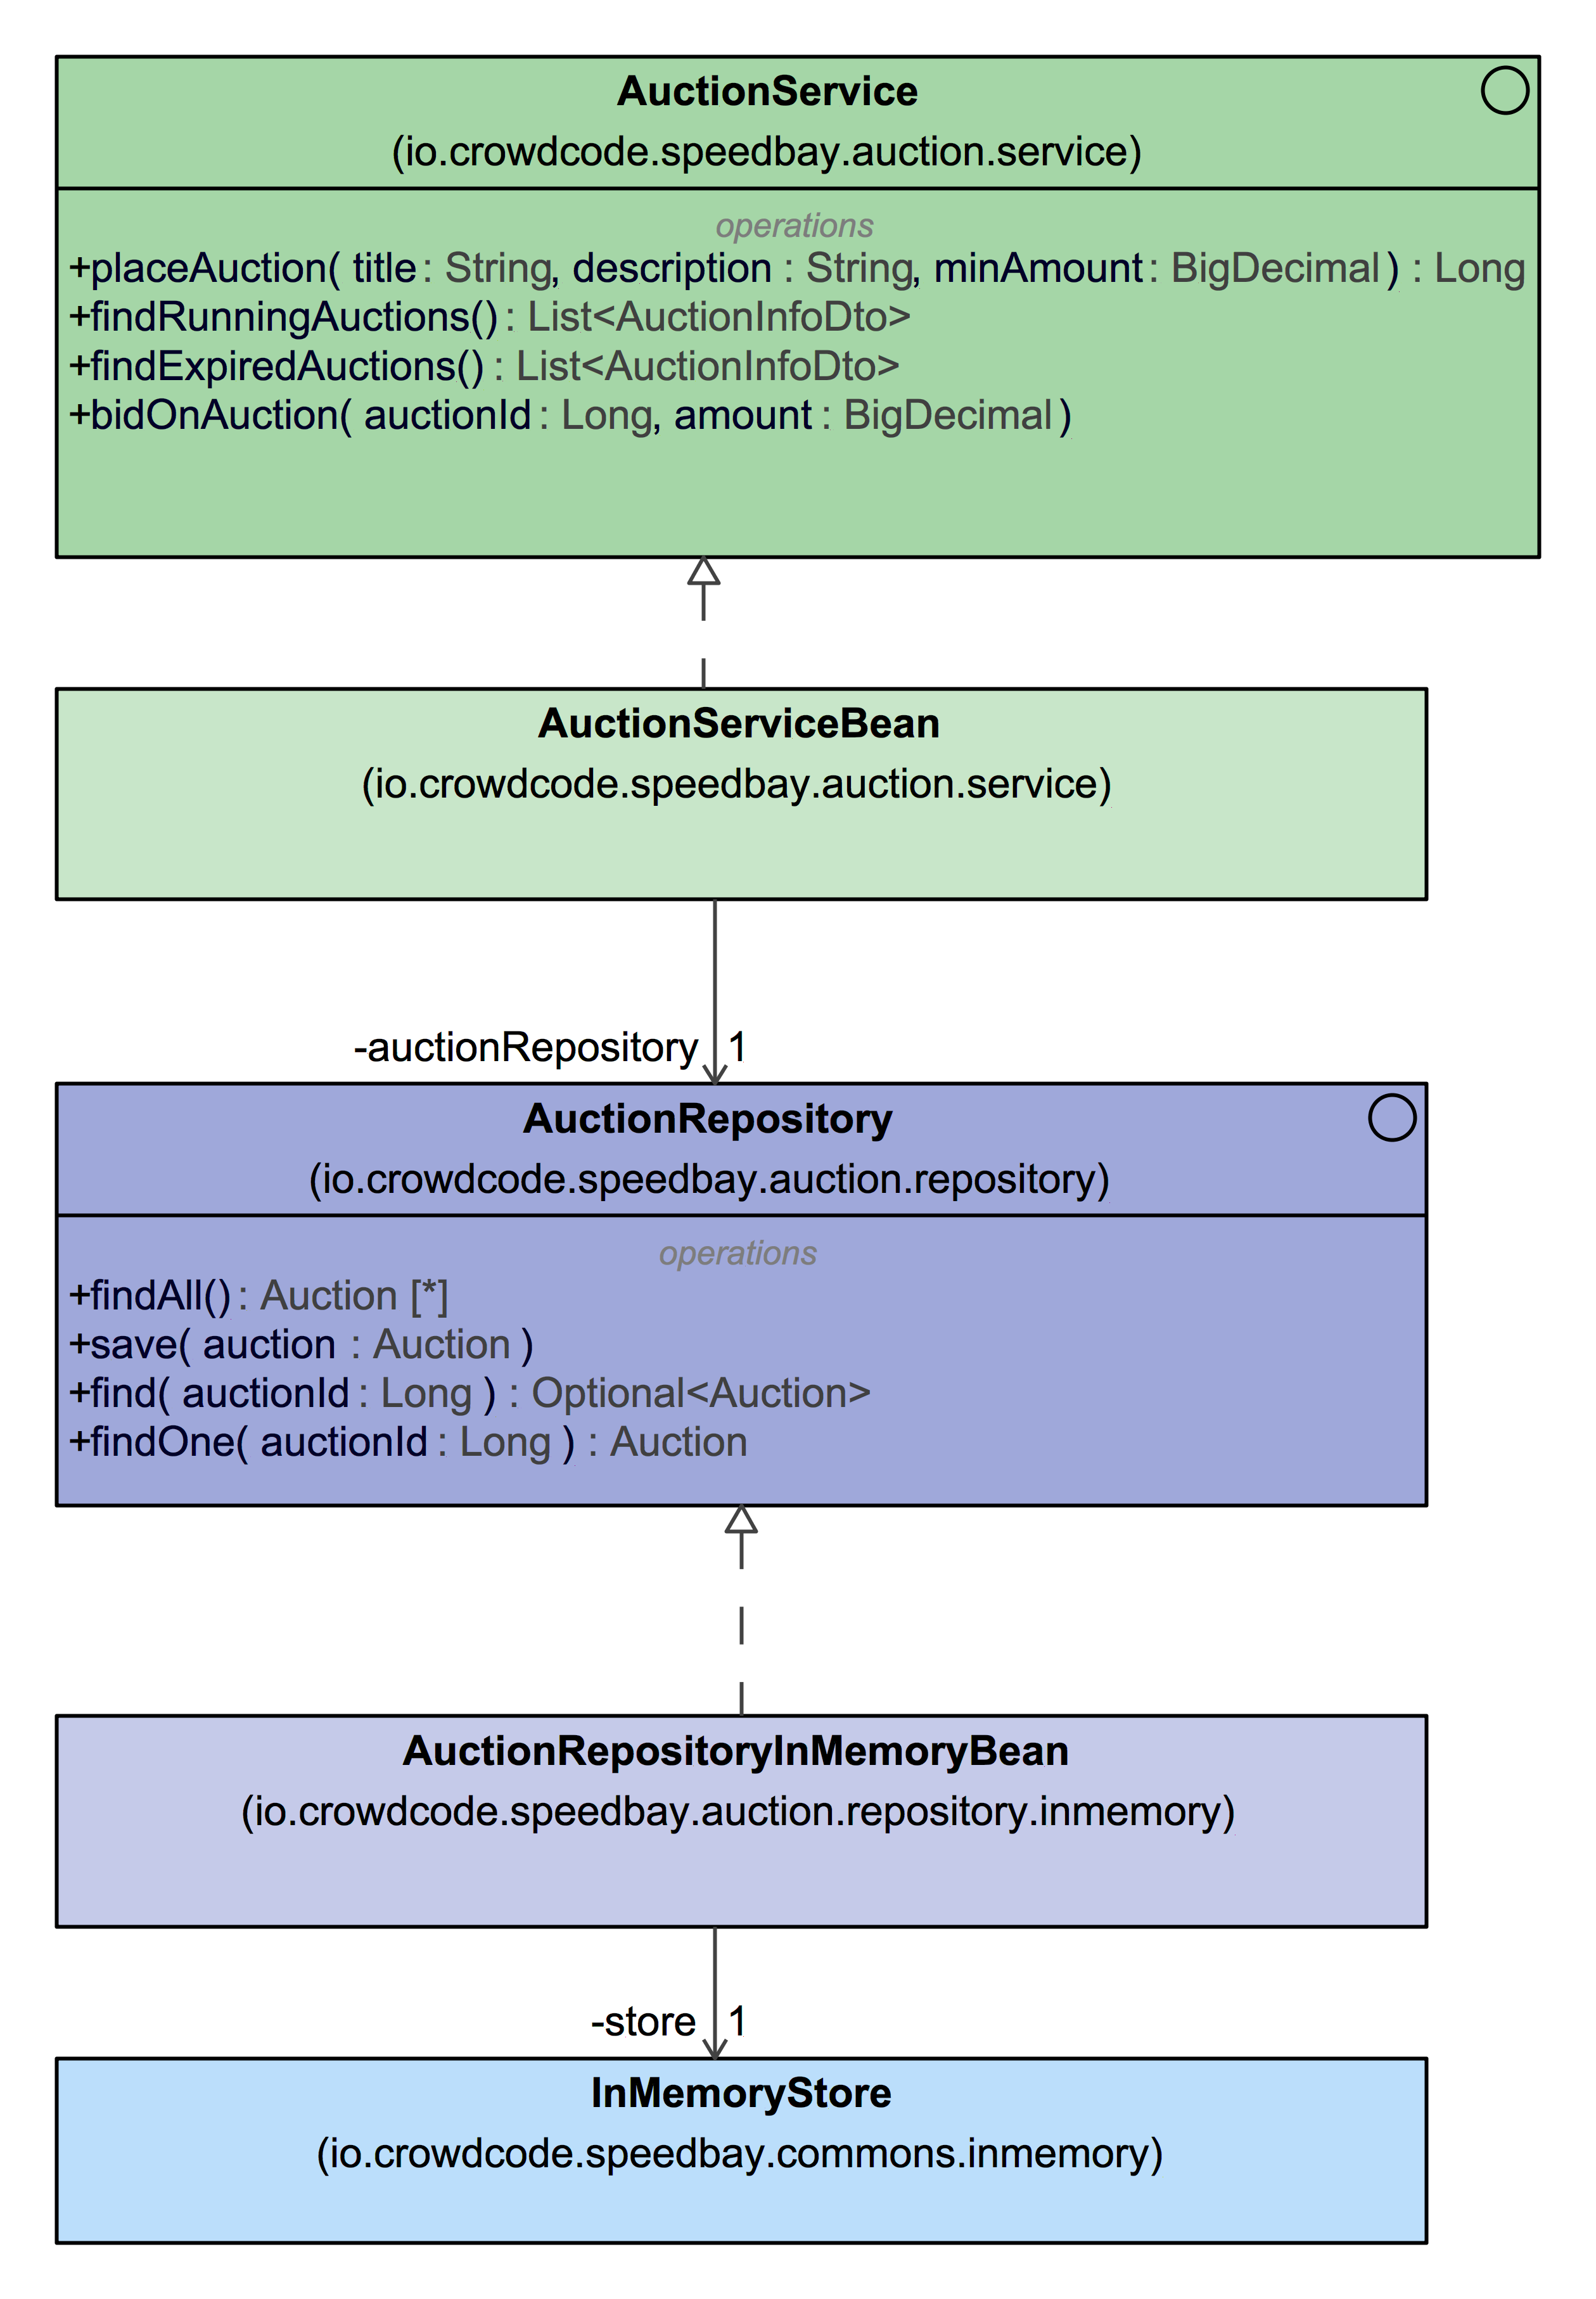 AuctionService
(io.crowdcode.speedbay.auction.service)
operations
+placeAuction( title : String, description : String, minAmount : BigDecimal ) : Long
+findRunningAuctions() : List<AuctionInfoDto>
+findExpiredAuctions() : List<AuctionInfoDto>
+bidOnAuction( auctionId : Long, amount : BigDecimal )
AuctionServiceBean
(io.crowdcode.speedbay.auction.service)
-auctionRepository 1
AuctionRepository
(io.crowdcode.speedbay.auction.repository)
operations
+findAll() : Auction [*]
+save( auction : Auction )
+find( auctionId : Long ) : Optional<Auction>
+findOne( auctionId : Long ) : Auction
AuctionRepositoryInMemoryBean
(io.crowdcode.speedbay.auction.repository.inmemory)
-store 1
InMemoryStore
(io.crowdcode.speedbay.commons.inmemory)